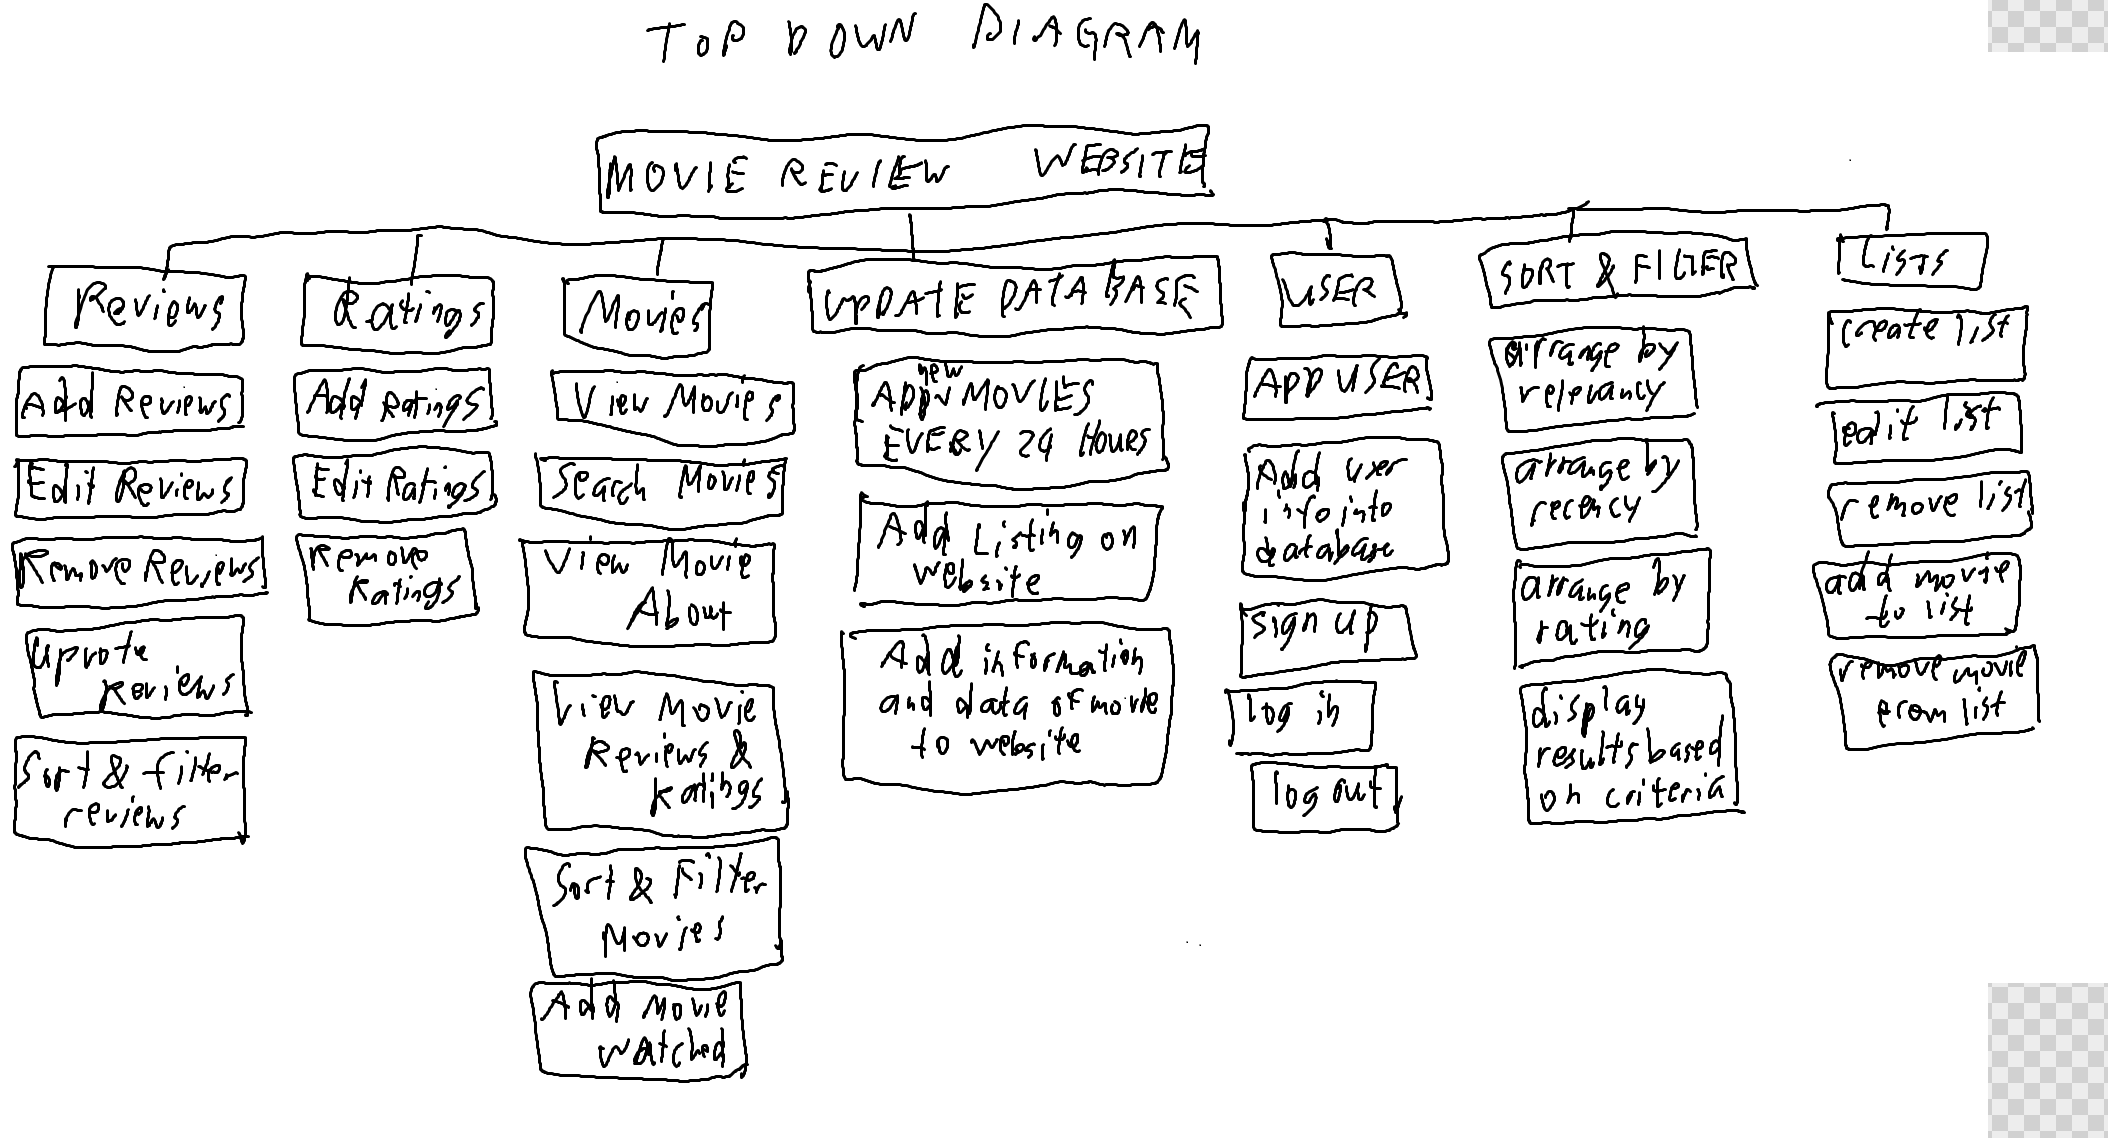 TOP DOWN DIAGRAM
MOVIE REVIEW WEBSITE
Reviews
Add Reviews
Edit Reviews
Remove Reviews
upvote
Reviews
Sort & filter
reviews
Ratings
Add Ratings
Edit Ratings
Remove
Ratings
Movies
View Movies
Search Movies
View Movie
About
View Movie
Reviews &
Ratings
Sort & Filter
Movies
Add Movie
Watched
UPDATE DATABASE
new
ADD MOVIES
EVERY 24 HOURS
Add Listing on
Website
Add information
and data of movie
to website
USER
ADD USER
Add user
info into
database
sign up
log in
log out
SORT & FILTER
arrange by
relevancy
arrange by
recency
arrange by
rating
display
results based
on criteria
LISTS
create list
edit list
remove list
add movie
to list
remove movie
from list